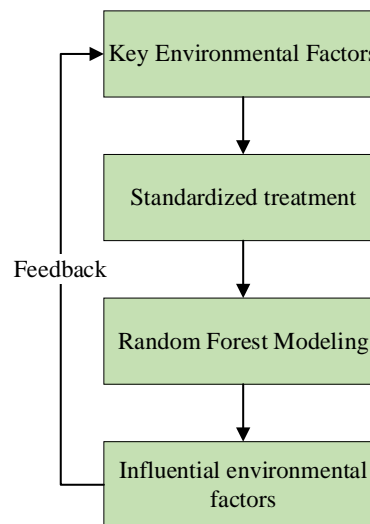 Key Environmental Factors
Standardized treatment
Feedback
Random Forest Modeling
Influential environmental
factors